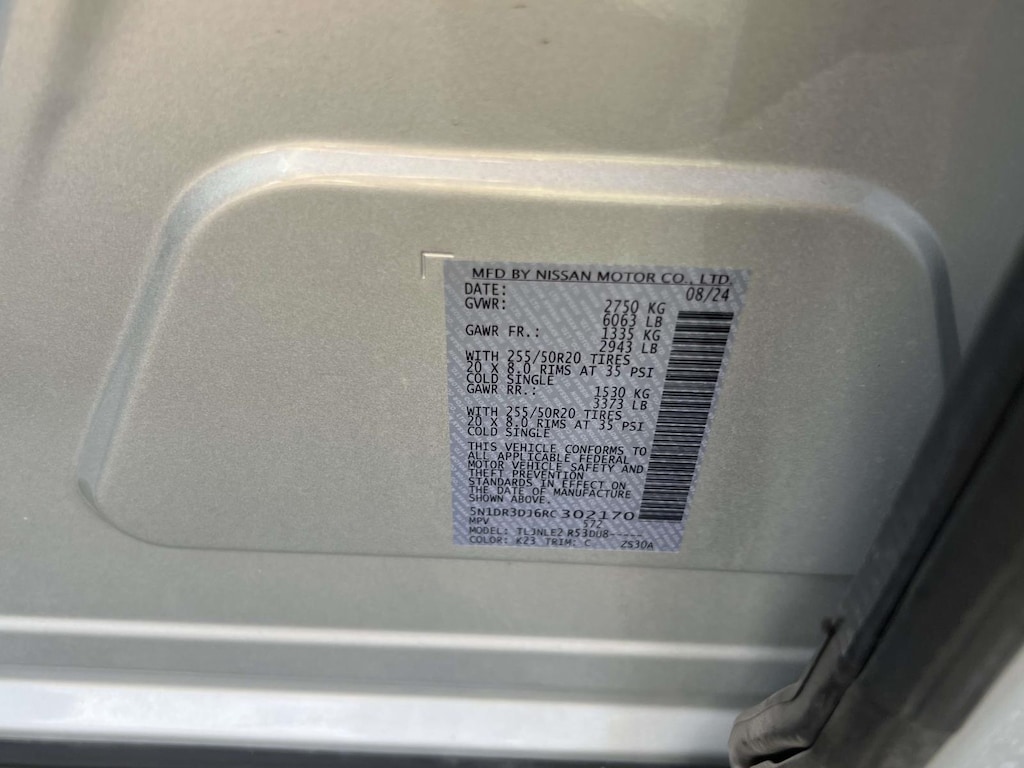 MFD BY NISSAN MOTOR CO., LTD.
DATE: 08/24
GVWR: 2750 KG
6063 LB
GAWR FR.: 1335 KG
2943 LB
WITH 255/50R20 TIRES
20 X 8.0 RIMS AT 35 PSI
COLD SINGLE
GAWR RR.: 1530 KG
3373 LB
WITH 255/50R20 TIRES
20 X 8.0 RIMS AT 35 PSI
COLD SINGLE
THIS VEHICLE CONFORMS TO
ALL APPLICABLE FEDERAL
MOTOR VEHICLE SAFETY AND
THEFT PREVENTION
STANDARDS IN EFFECT ON
THE DATE OF MANUFACTURE
SHOWN ABOVE.
5N1DR3DJ6RC302170
MPV 572
MODEL: TL3NLE2 R53DU8-----
COLOR: K23 TRIM: C 2S30A